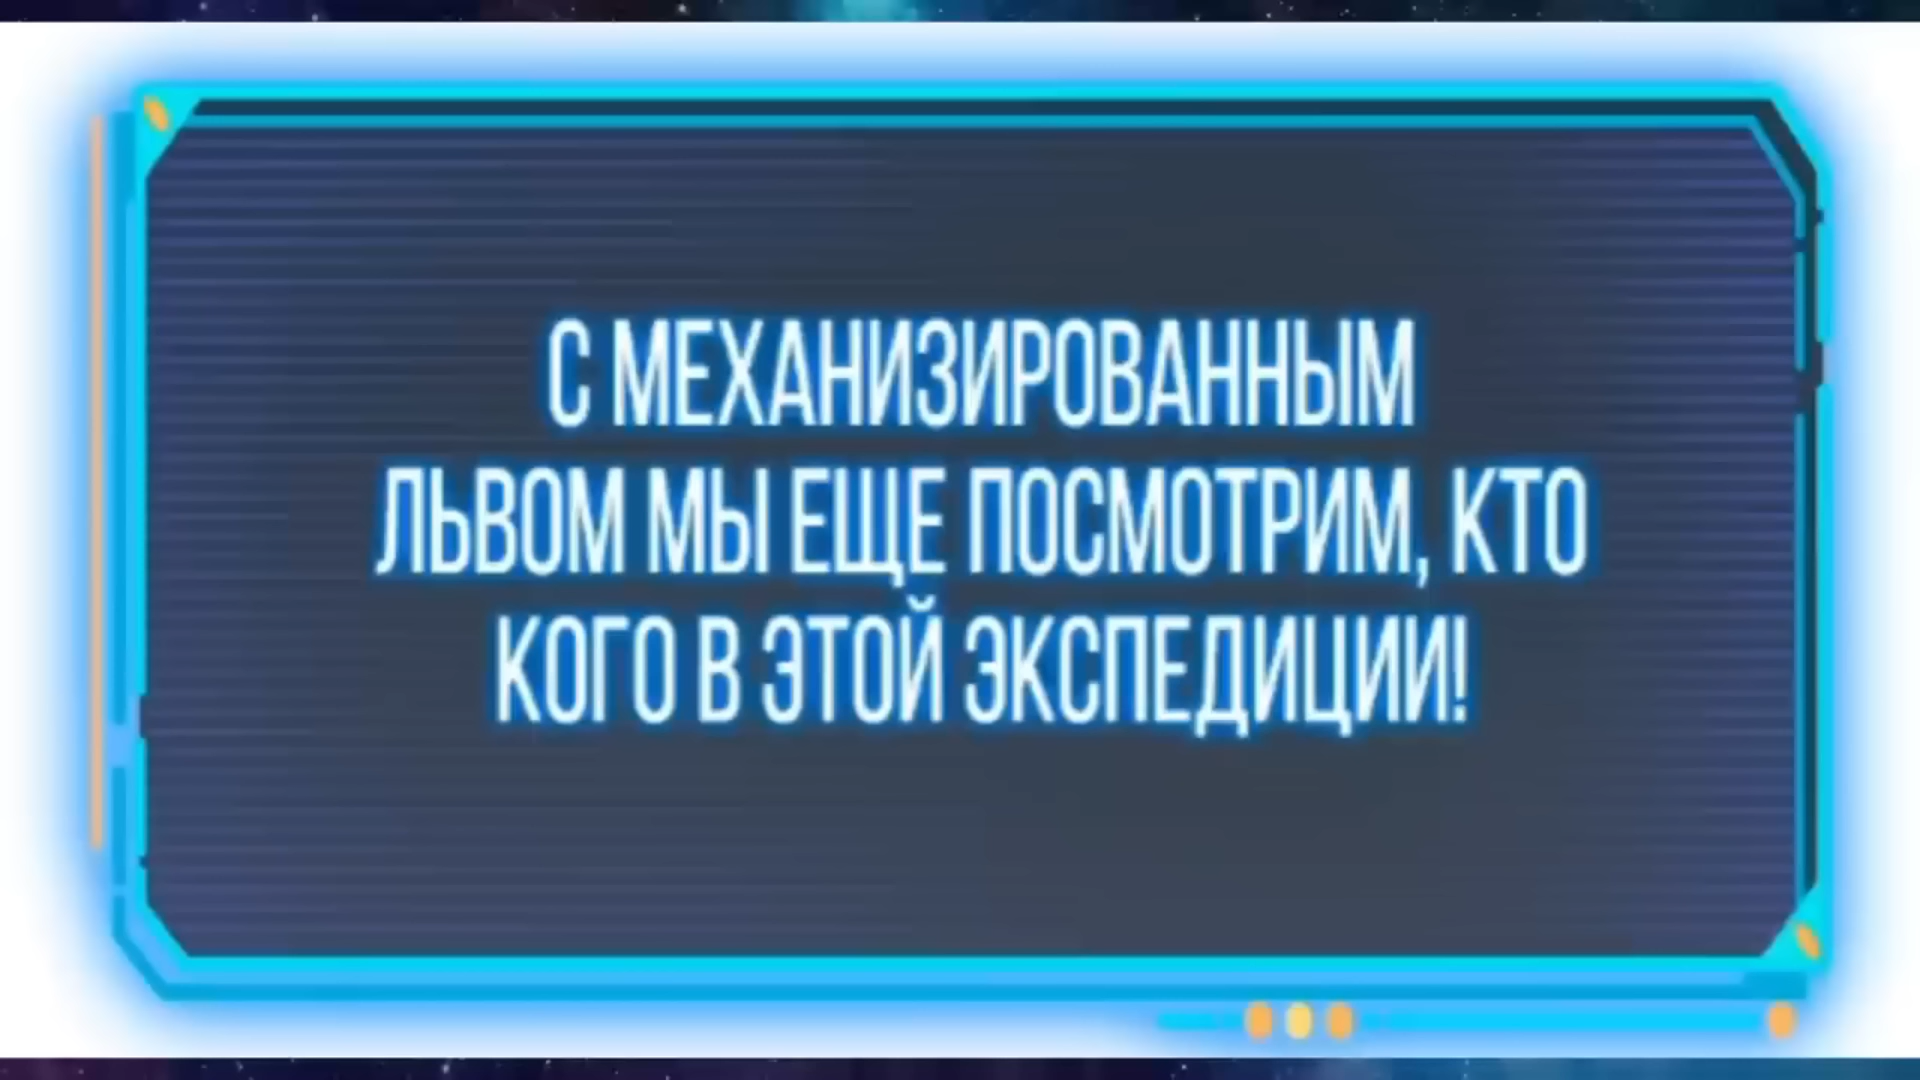 С МЕХАНИЗИРОВАННЫМ
ЛЬВОМ МЫ ЕЩЕ ПОСМОТРИМ, КТО
КОГО В ЭТОЙ ЭКСПЕДИЦИИ!